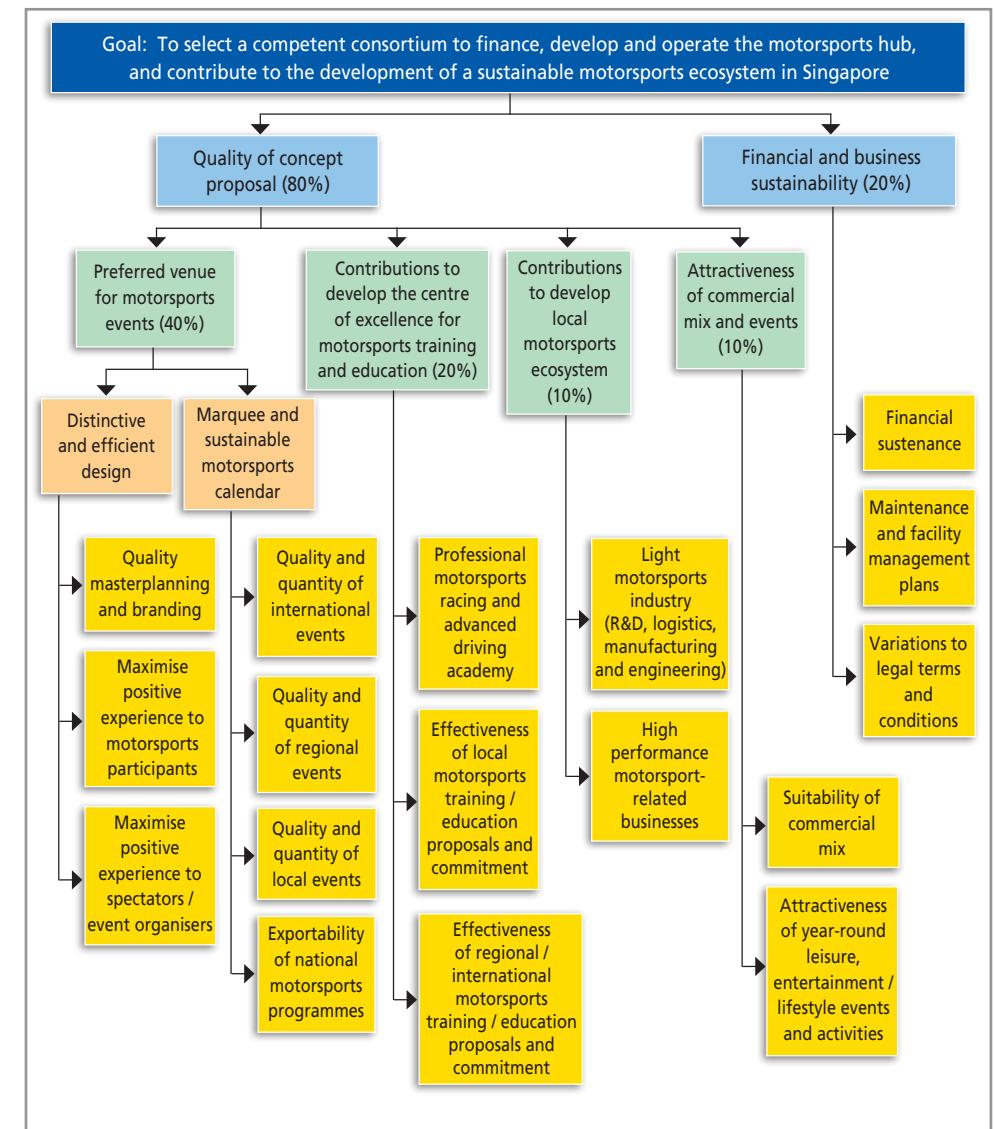 Goal: To select a competent consortium to finance, develop and operate the motorsports hub,
and contribute to the development of a sustainable motorsports ecosystem in Singapore
Quality of concept
proposal (80%)
Financial and business
sustainability (20%)
Preferred venue
for motorsports
events (40%)
Contributions to
develop the centre
of excellence for
motorsports training
and education (20%)
Contributions
to develop
local
motorsports
ecosystem
(10%)
Attractiveness
of commercial
mix and events
(10%)
Distinctive
and efficient
design
Marquee and
sustainable
motorsports
calendar
Financial
sustenance
Maintenance
and facility
management
plans
Variations to
legal terms
and
conditions
Quality
masterplanning
and branding
Maximise
positive
experience to
motorsports
participants
Maximise
positive
experience to
spectators /
event organisers
Quality and
quantity of
international
events
Quality and
quantity
of regional
events
Quality and
quantity of
local events
Exportability
of national
motorsports
programmes
Professional
motorsports
racing and
advanced
driving
academy
Effectiveness
of local
motorsports
training /
education
proposals and
commitment
Effectiveness
of regional /
international
motorsports
training / education
proposals and
commitment
Light
motorsports
industry
(R&D, logistics,
manufacturing
and engineering)
High
performance
motorsport-
related
businesses
Suitability of
commercial
mix
Attractiveness
of year-round
leisure,
entertainment /
lifestyle events
and activities